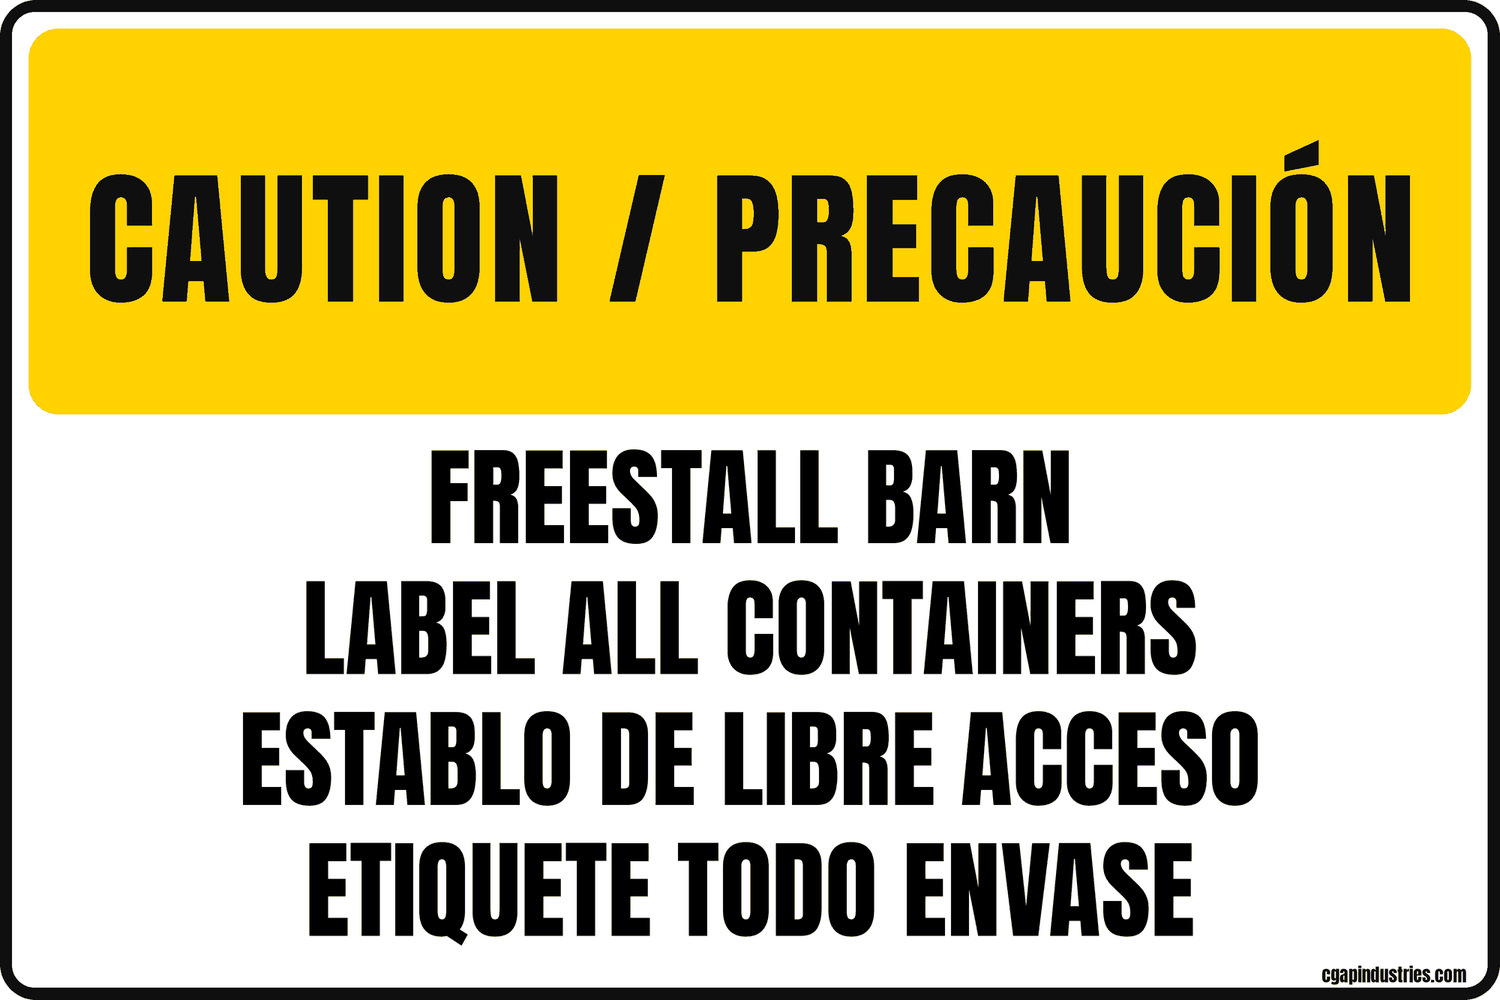 CAUTION / PRECAUCIÓN
FREESTALL BARN
LABEL ALL CONTAINERS
ESTABLO DE LIBRE ACCESO
ETIQUETE TODO ENVASE
cgapindustries.com